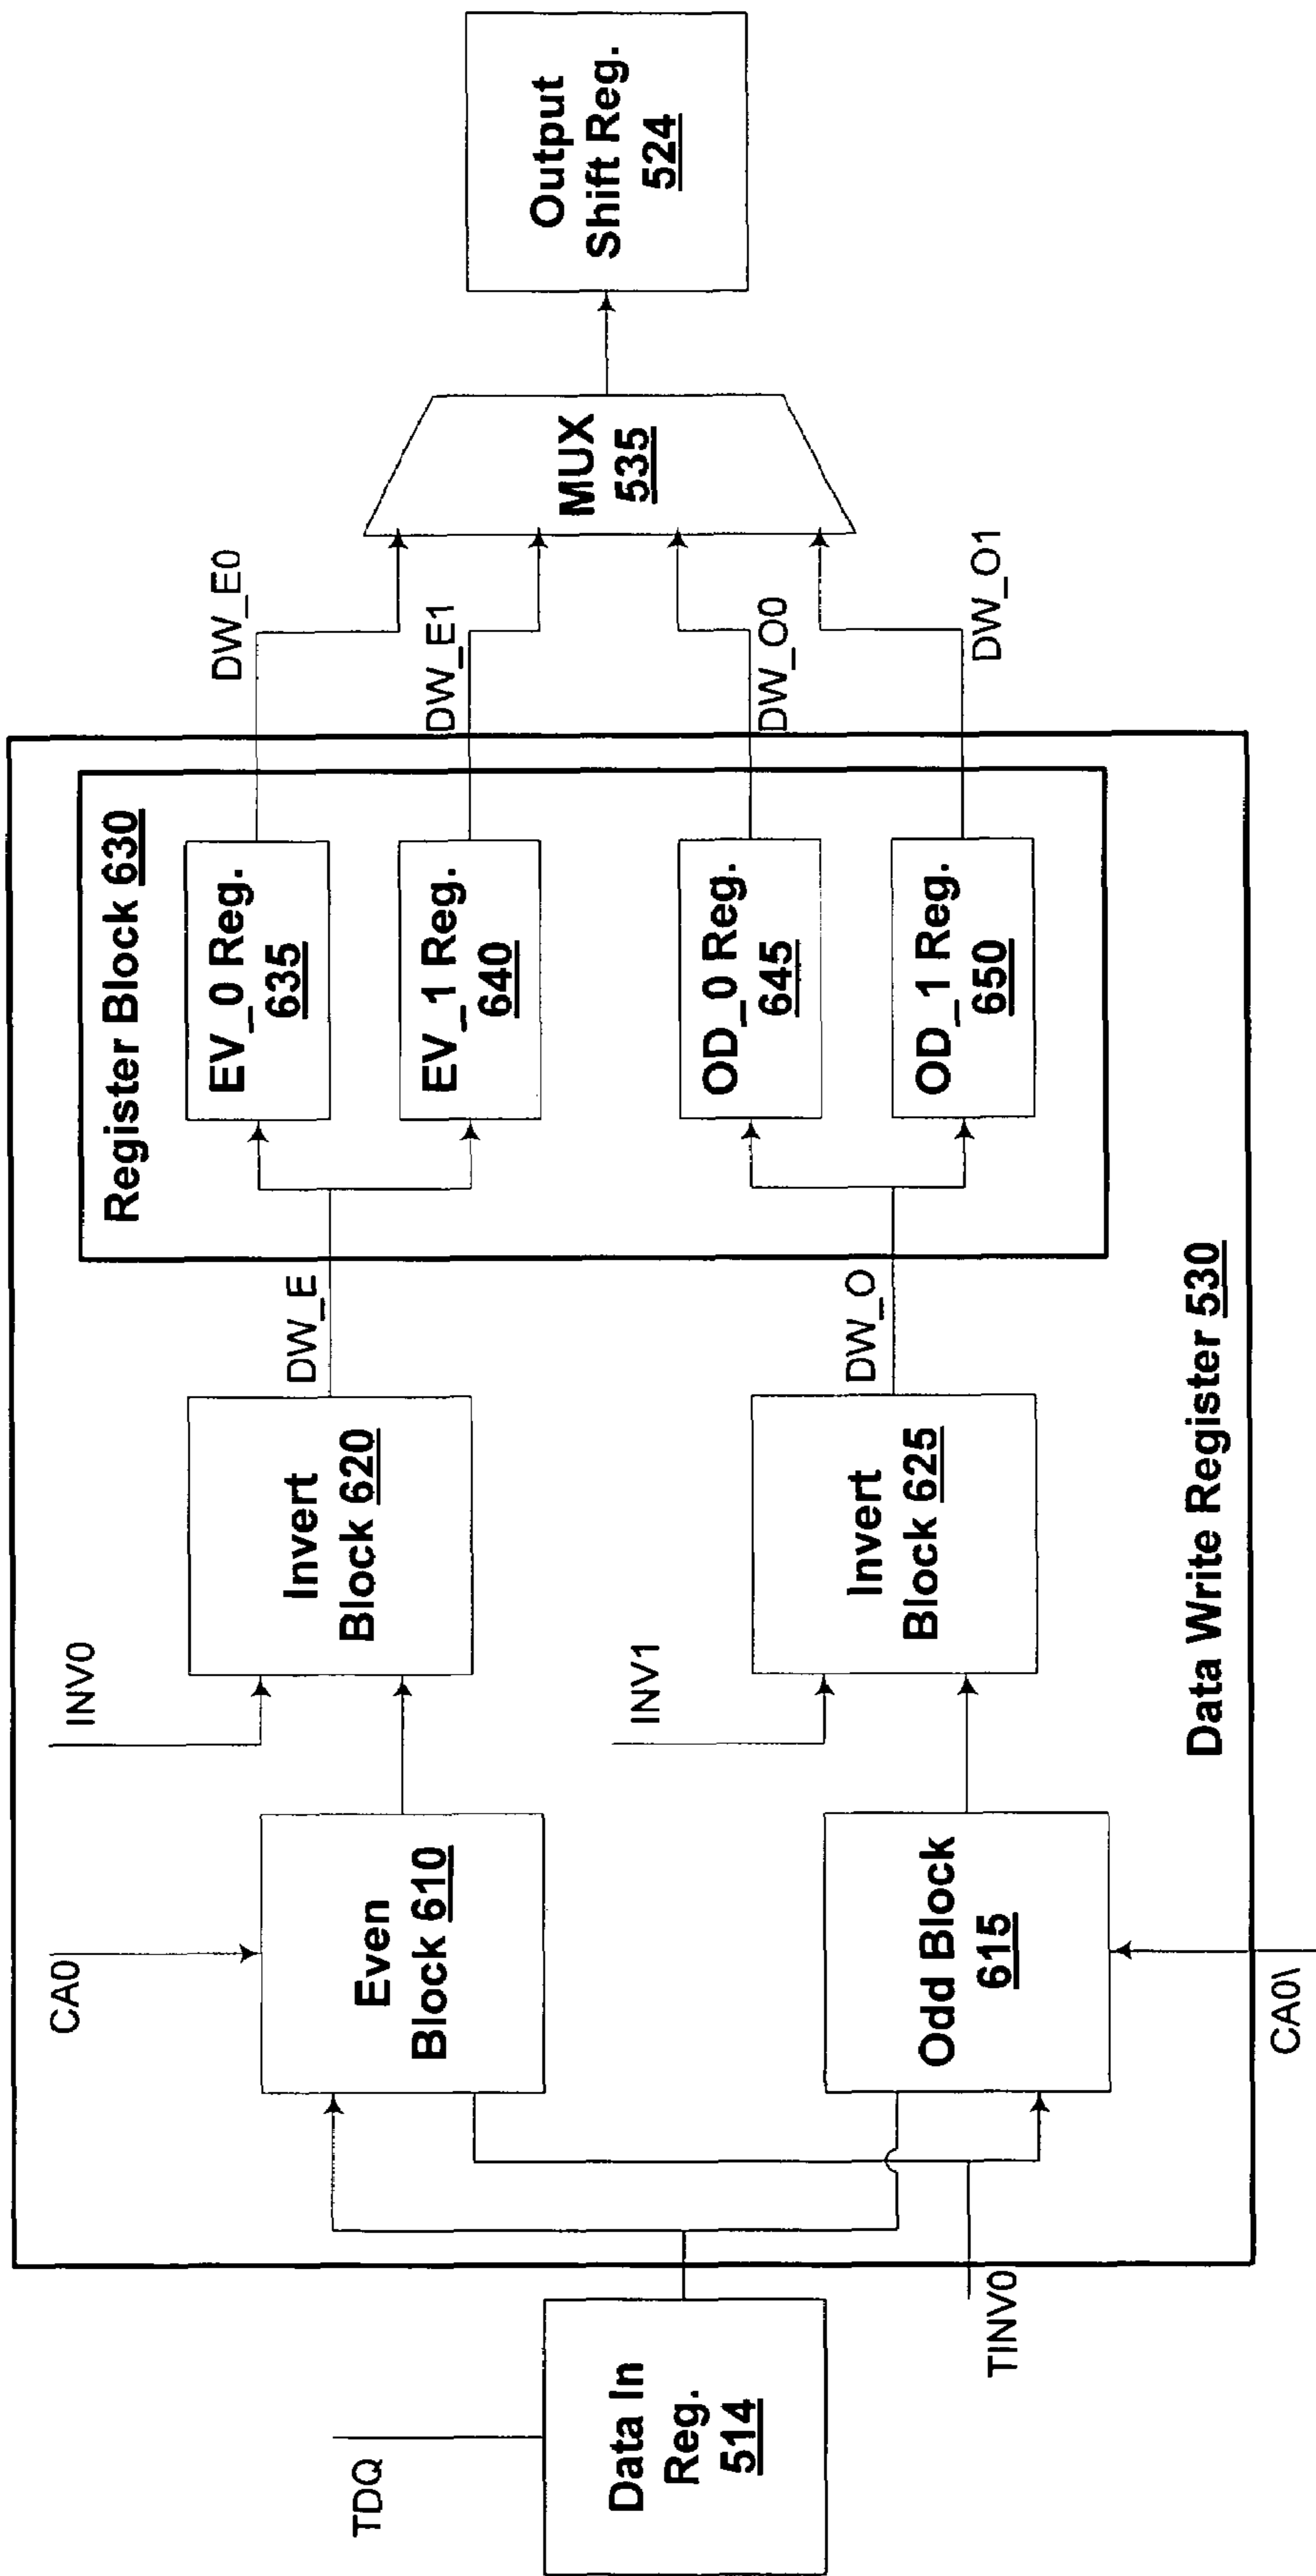 TDQ
Data In
Reg.
514
TINV0
CA0
Even
Block 610
Odd Block
615
CA0\
INV0
Invert
Block 620
INV1
Invert
Block 625
DW_E
DW_O
Data Write Register 530
Register Block 630
EV_0 Reg.
635
EV_1 Reg.
640
OD_0 Reg.
645
OD_1 Reg.
650
DW_E0
DW_E1
DW_O0
DW_O1
MUX
535
Output
Shift Reg.
524